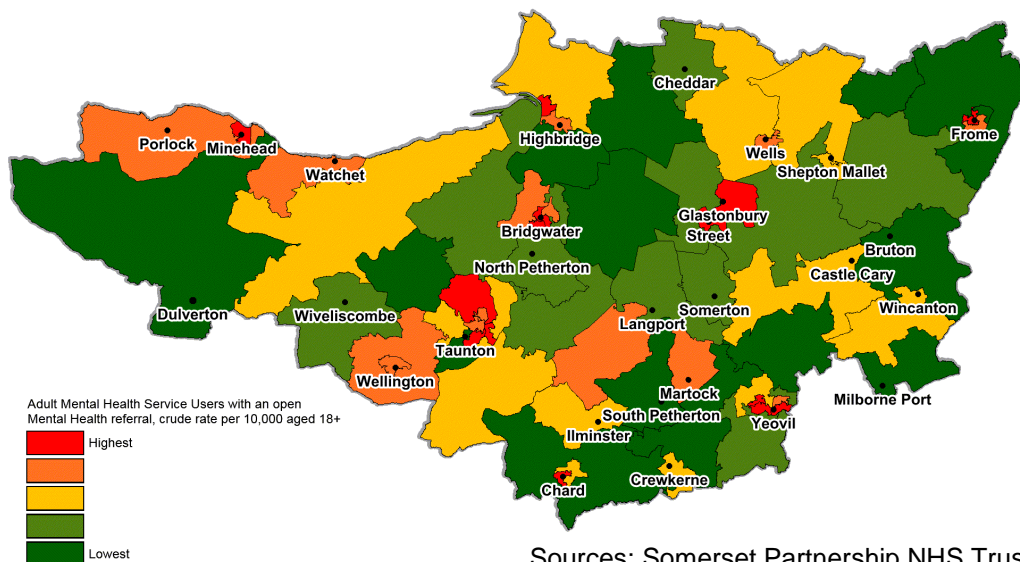 Cheddar
Porlock
Minehead
Highbridge
Frome
Wells
Watchet
Shepton Mallet
Glastonbury
Street
Bridgwater
Bruton
North Petherton
Castle Cary
Dulverton
Wiveliscombe
Langport
Somerton
Wincanton
Taunton
Wellington
Martock
Milborne Port
South Petherton
Yeovil
Ilminster
Chard
Crewkerne
Adult Mental Health Service Users with an open
Mental Health referral, crude rate per 10,000 aged 18+
Highest
Lowest
Sources: Somerset Partnership NHS Trus